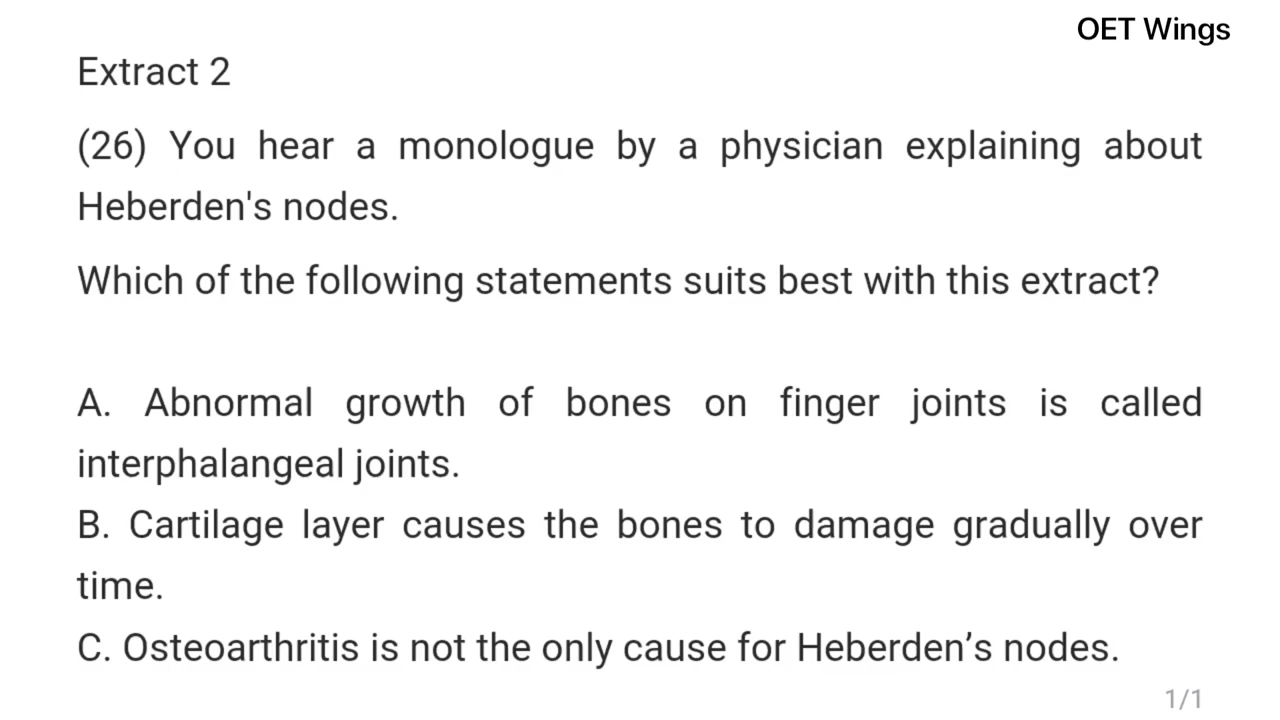 OET Wings
Extract 2
(26) You hear a monologue by a physician explaining about
Heberden's nodes.
Which of the following statements suits best with this extract?
A. Abnormal growth of bones on finger joints is called
interphalangeal joints.
B. Cartilage layer causes the bones to damage gradually over
time.
C. Osteoarthritis is not the only cause for Heberden’s nodes.
1/1